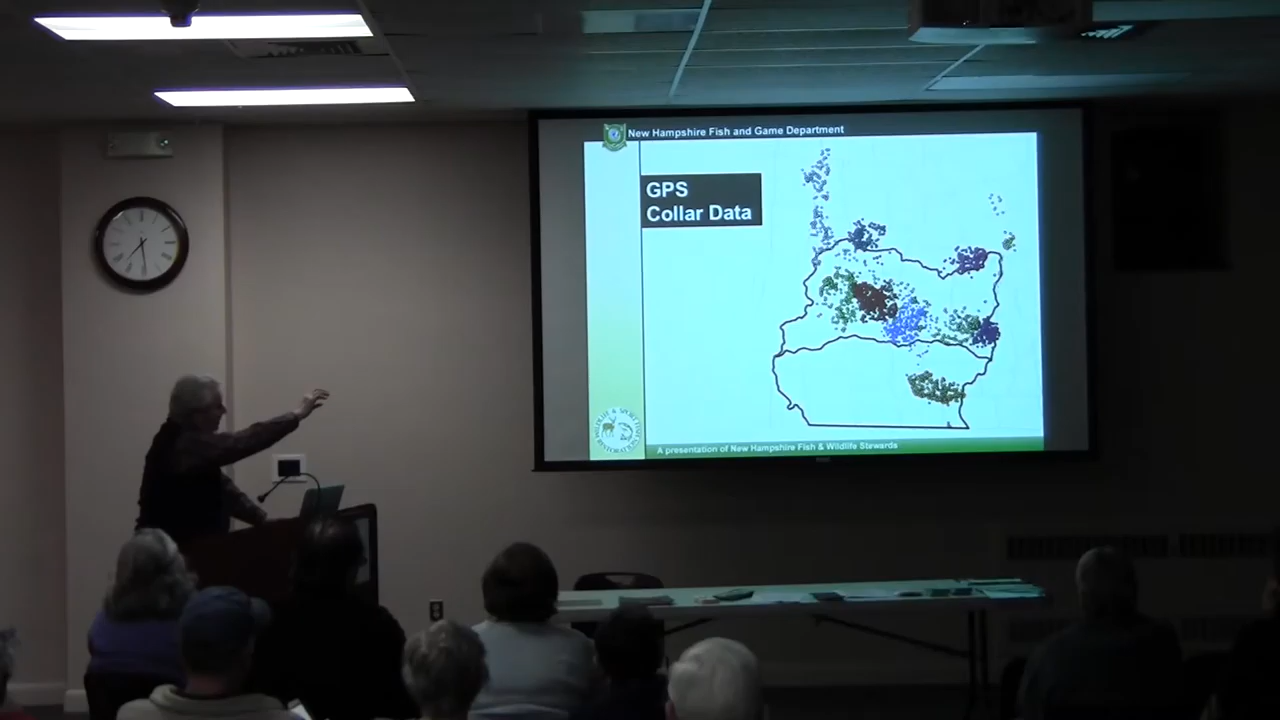 New Hampshire Fish and Game Department
GPS
Collar Data
A presentation of New Hampshire Fish & Wildlife Stewards